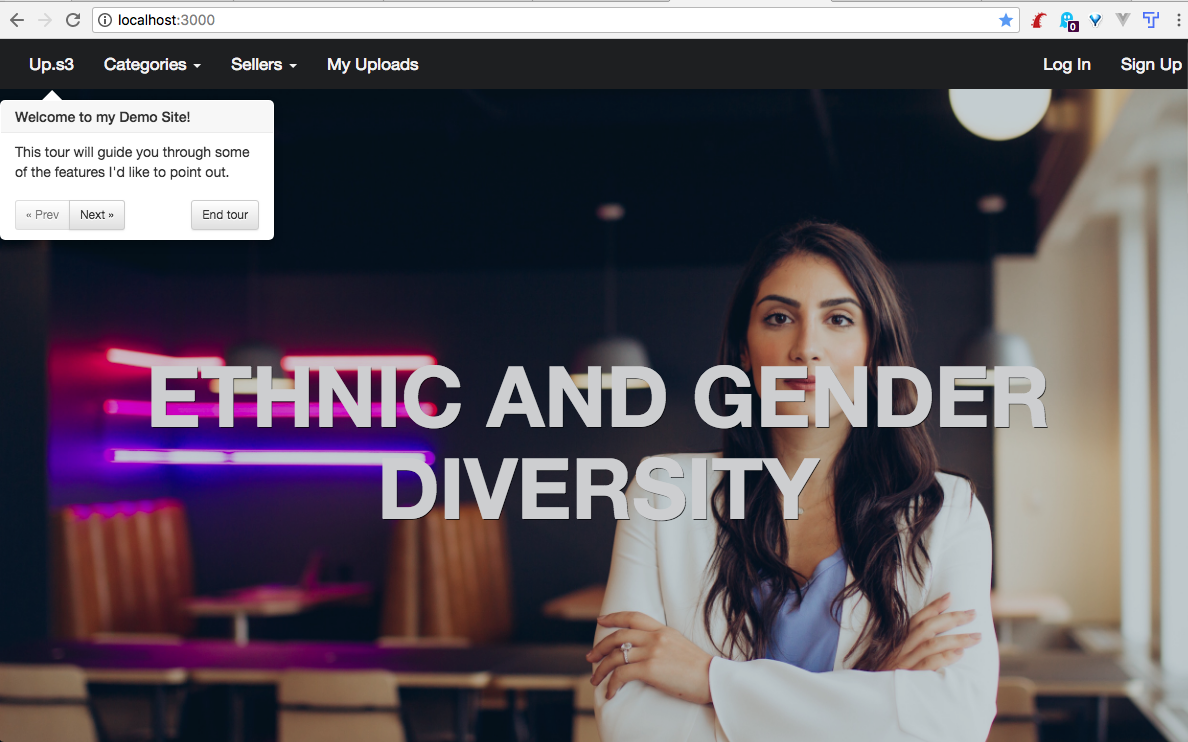 localhost:3000
0
Up.s3 Categories Sellers My Uploads Log In Sign Up
Welcome to my Demo Site!
This tour will guide you through some
of the features I'd like to point out.
« Prev Next » End tour
ETHNIC AND GENDER
DIVERSITY